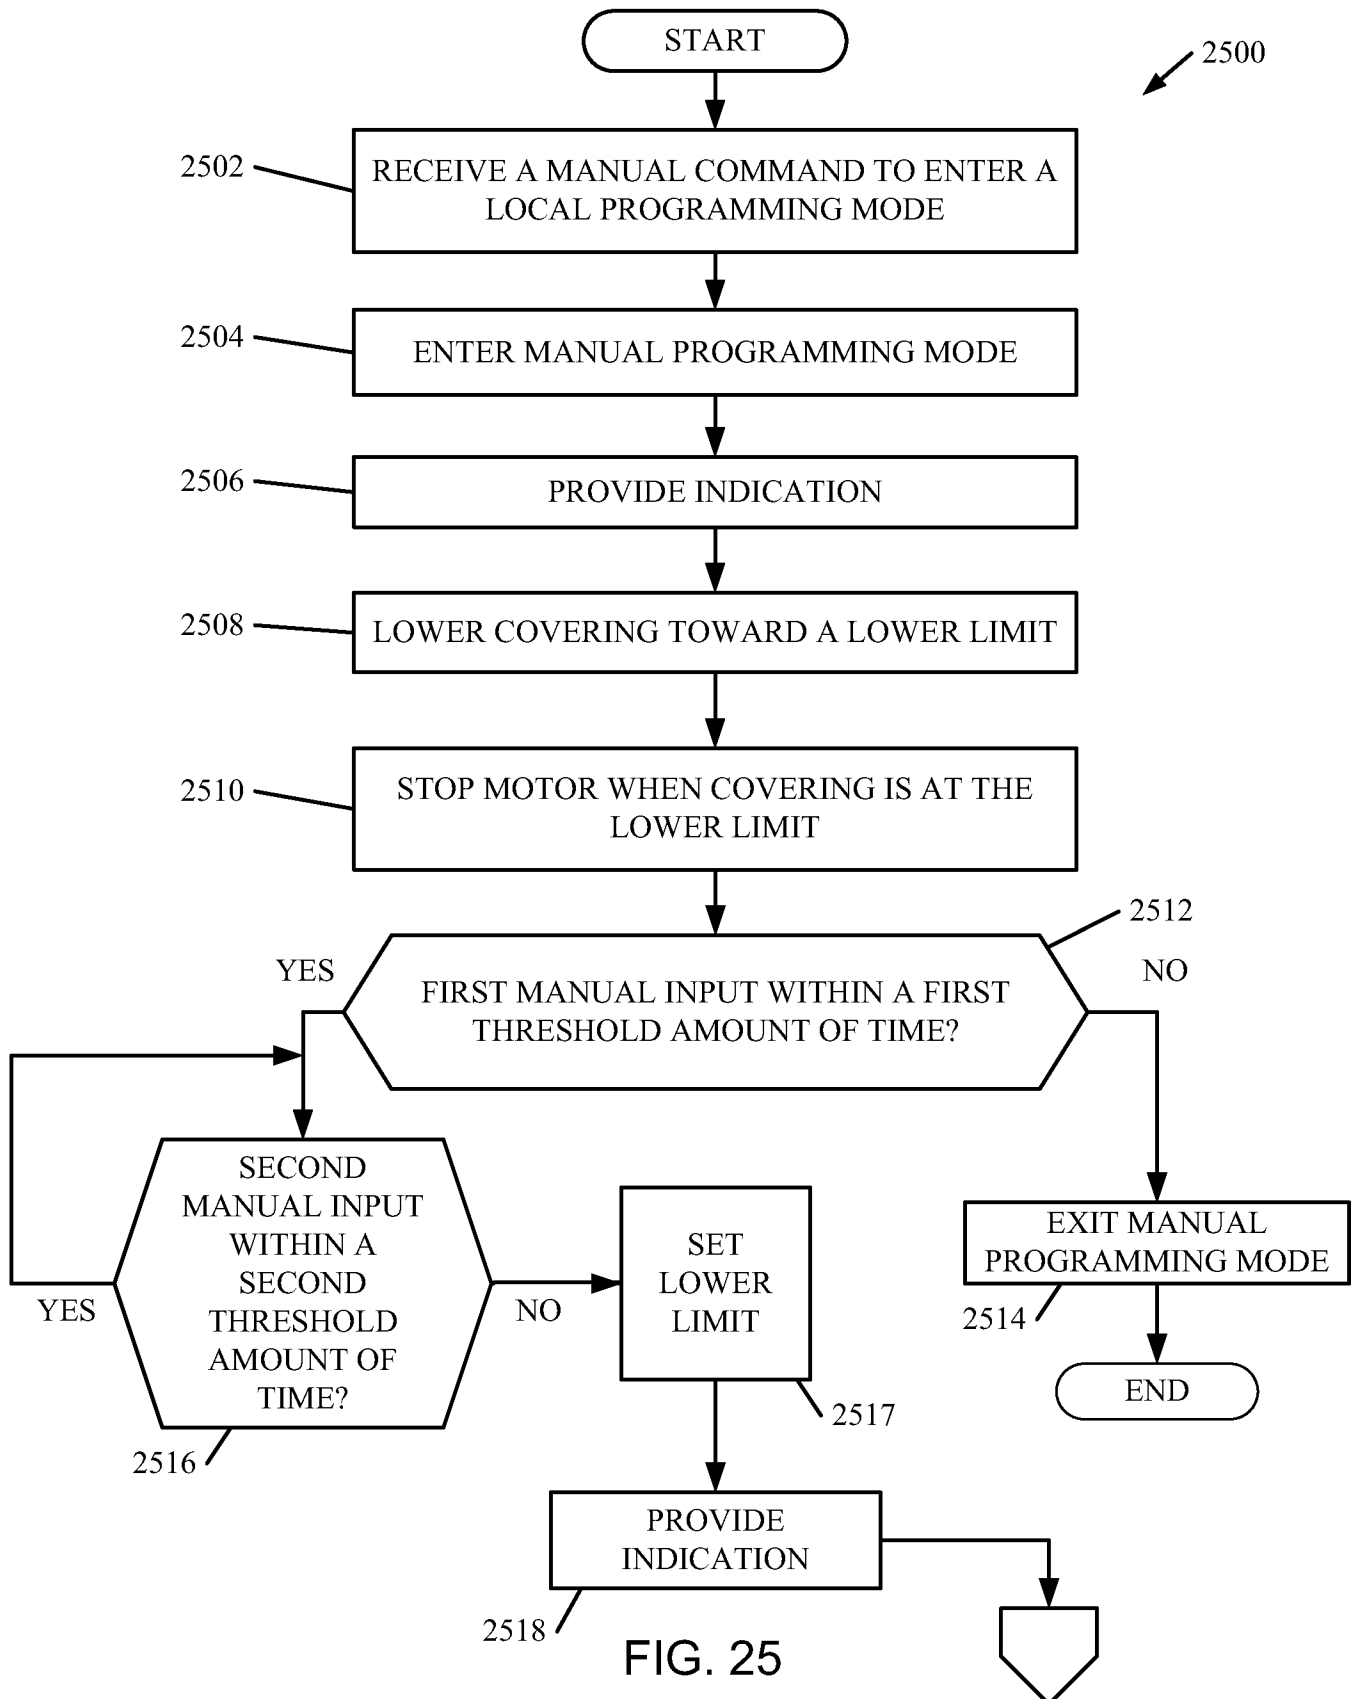 START
2500
2502
RECEIVE A MANUAL COMMAND TO ENTER A
LOCAL PROGRAMMING MODE
2504
ENTER MANUAL PROGRAMMING MODE
2506
PROVIDE INDICATION
2508
LOWER COVERING TOWARD A LOWER LIMIT
2510
STOP MOTOR WHEN COVERING IS AT THE
LOWER LIMIT
2512
YES
NO
FIRST MANUAL INPUT WITHIN A FIRST
THRESHOLD AMOUNT OF TIME?
SECOND
MANUAL INPUT
WITHIN A
SECOND
THRESHOLD
AMOUNT OF
TIME?
YES
NO
2516
SET
LOWER
LIMIT
2517
EXIT MANUAL
PROGRAMMING MODE
2514
END
PROVIDE
INDICATION
2518
FIG. 25